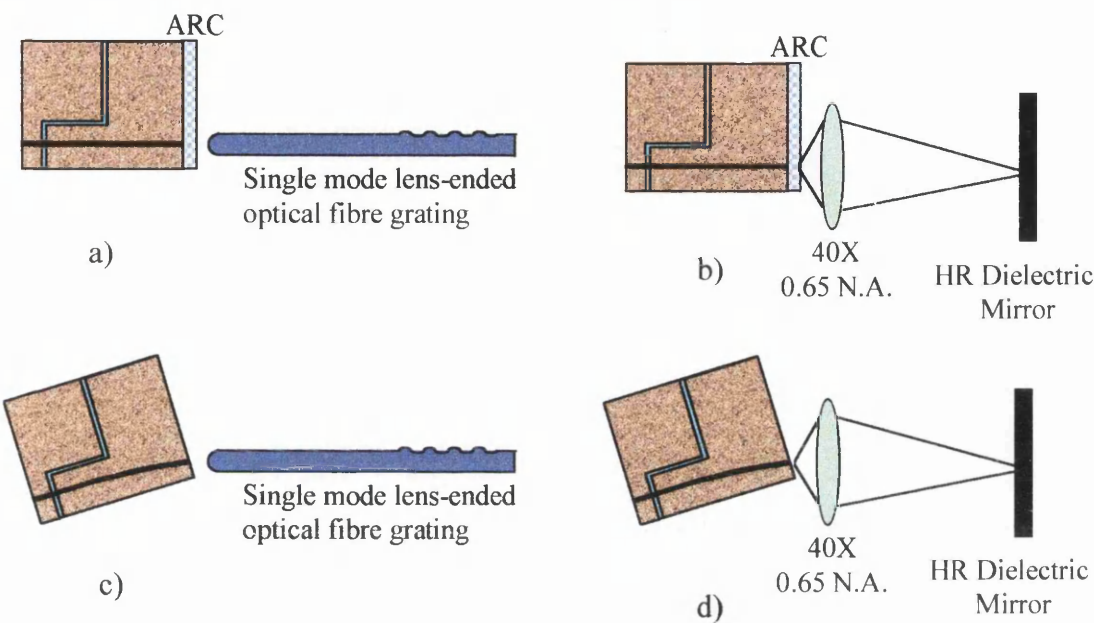 ARC
Single mode lens-ended
optical fibre grating
a)
ARC
40X
0.65 N.A.
HR Dielectric
Mirror
b)
Single mode lens-ended
optical fibre grating
c)
40X
0.65 N.A.
HR Dielectric
Mirror
d)